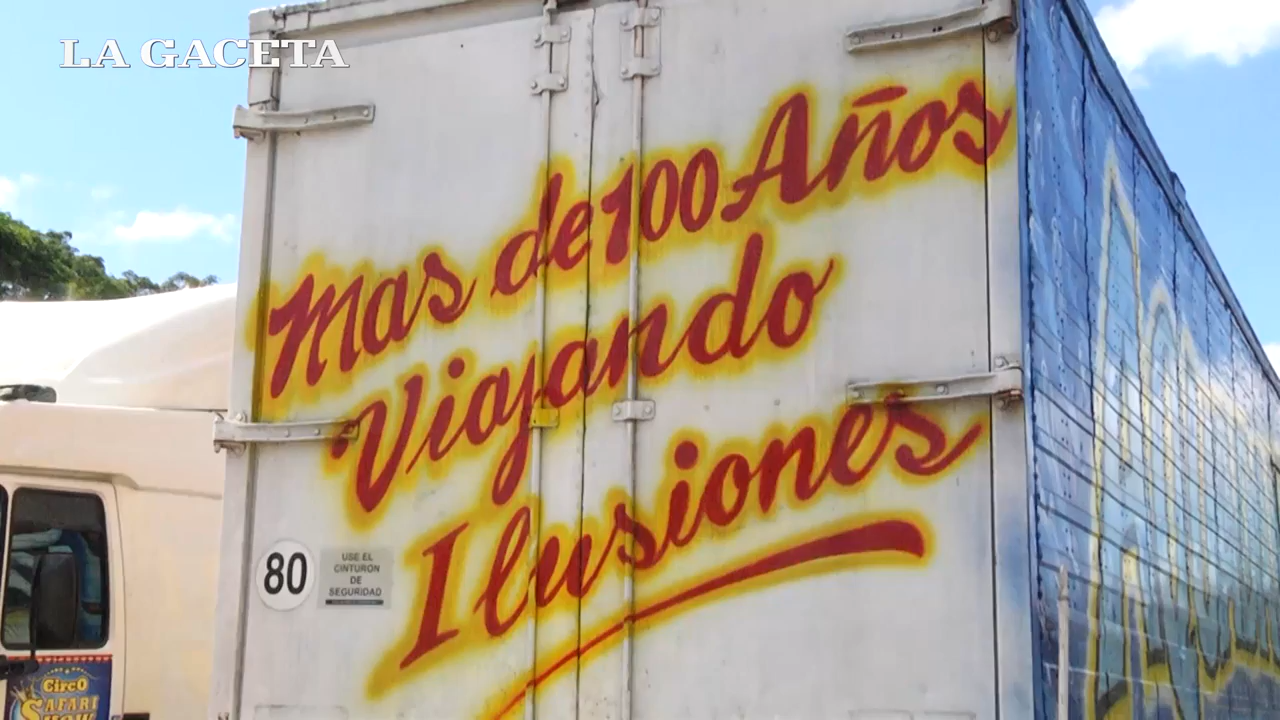 LA GACETA
Mas de 100 Años
Viajando
Ilusiones
80
USE EL
CINTURON
DE
SEGURIDAD
CircO
SAFARI
SHOW